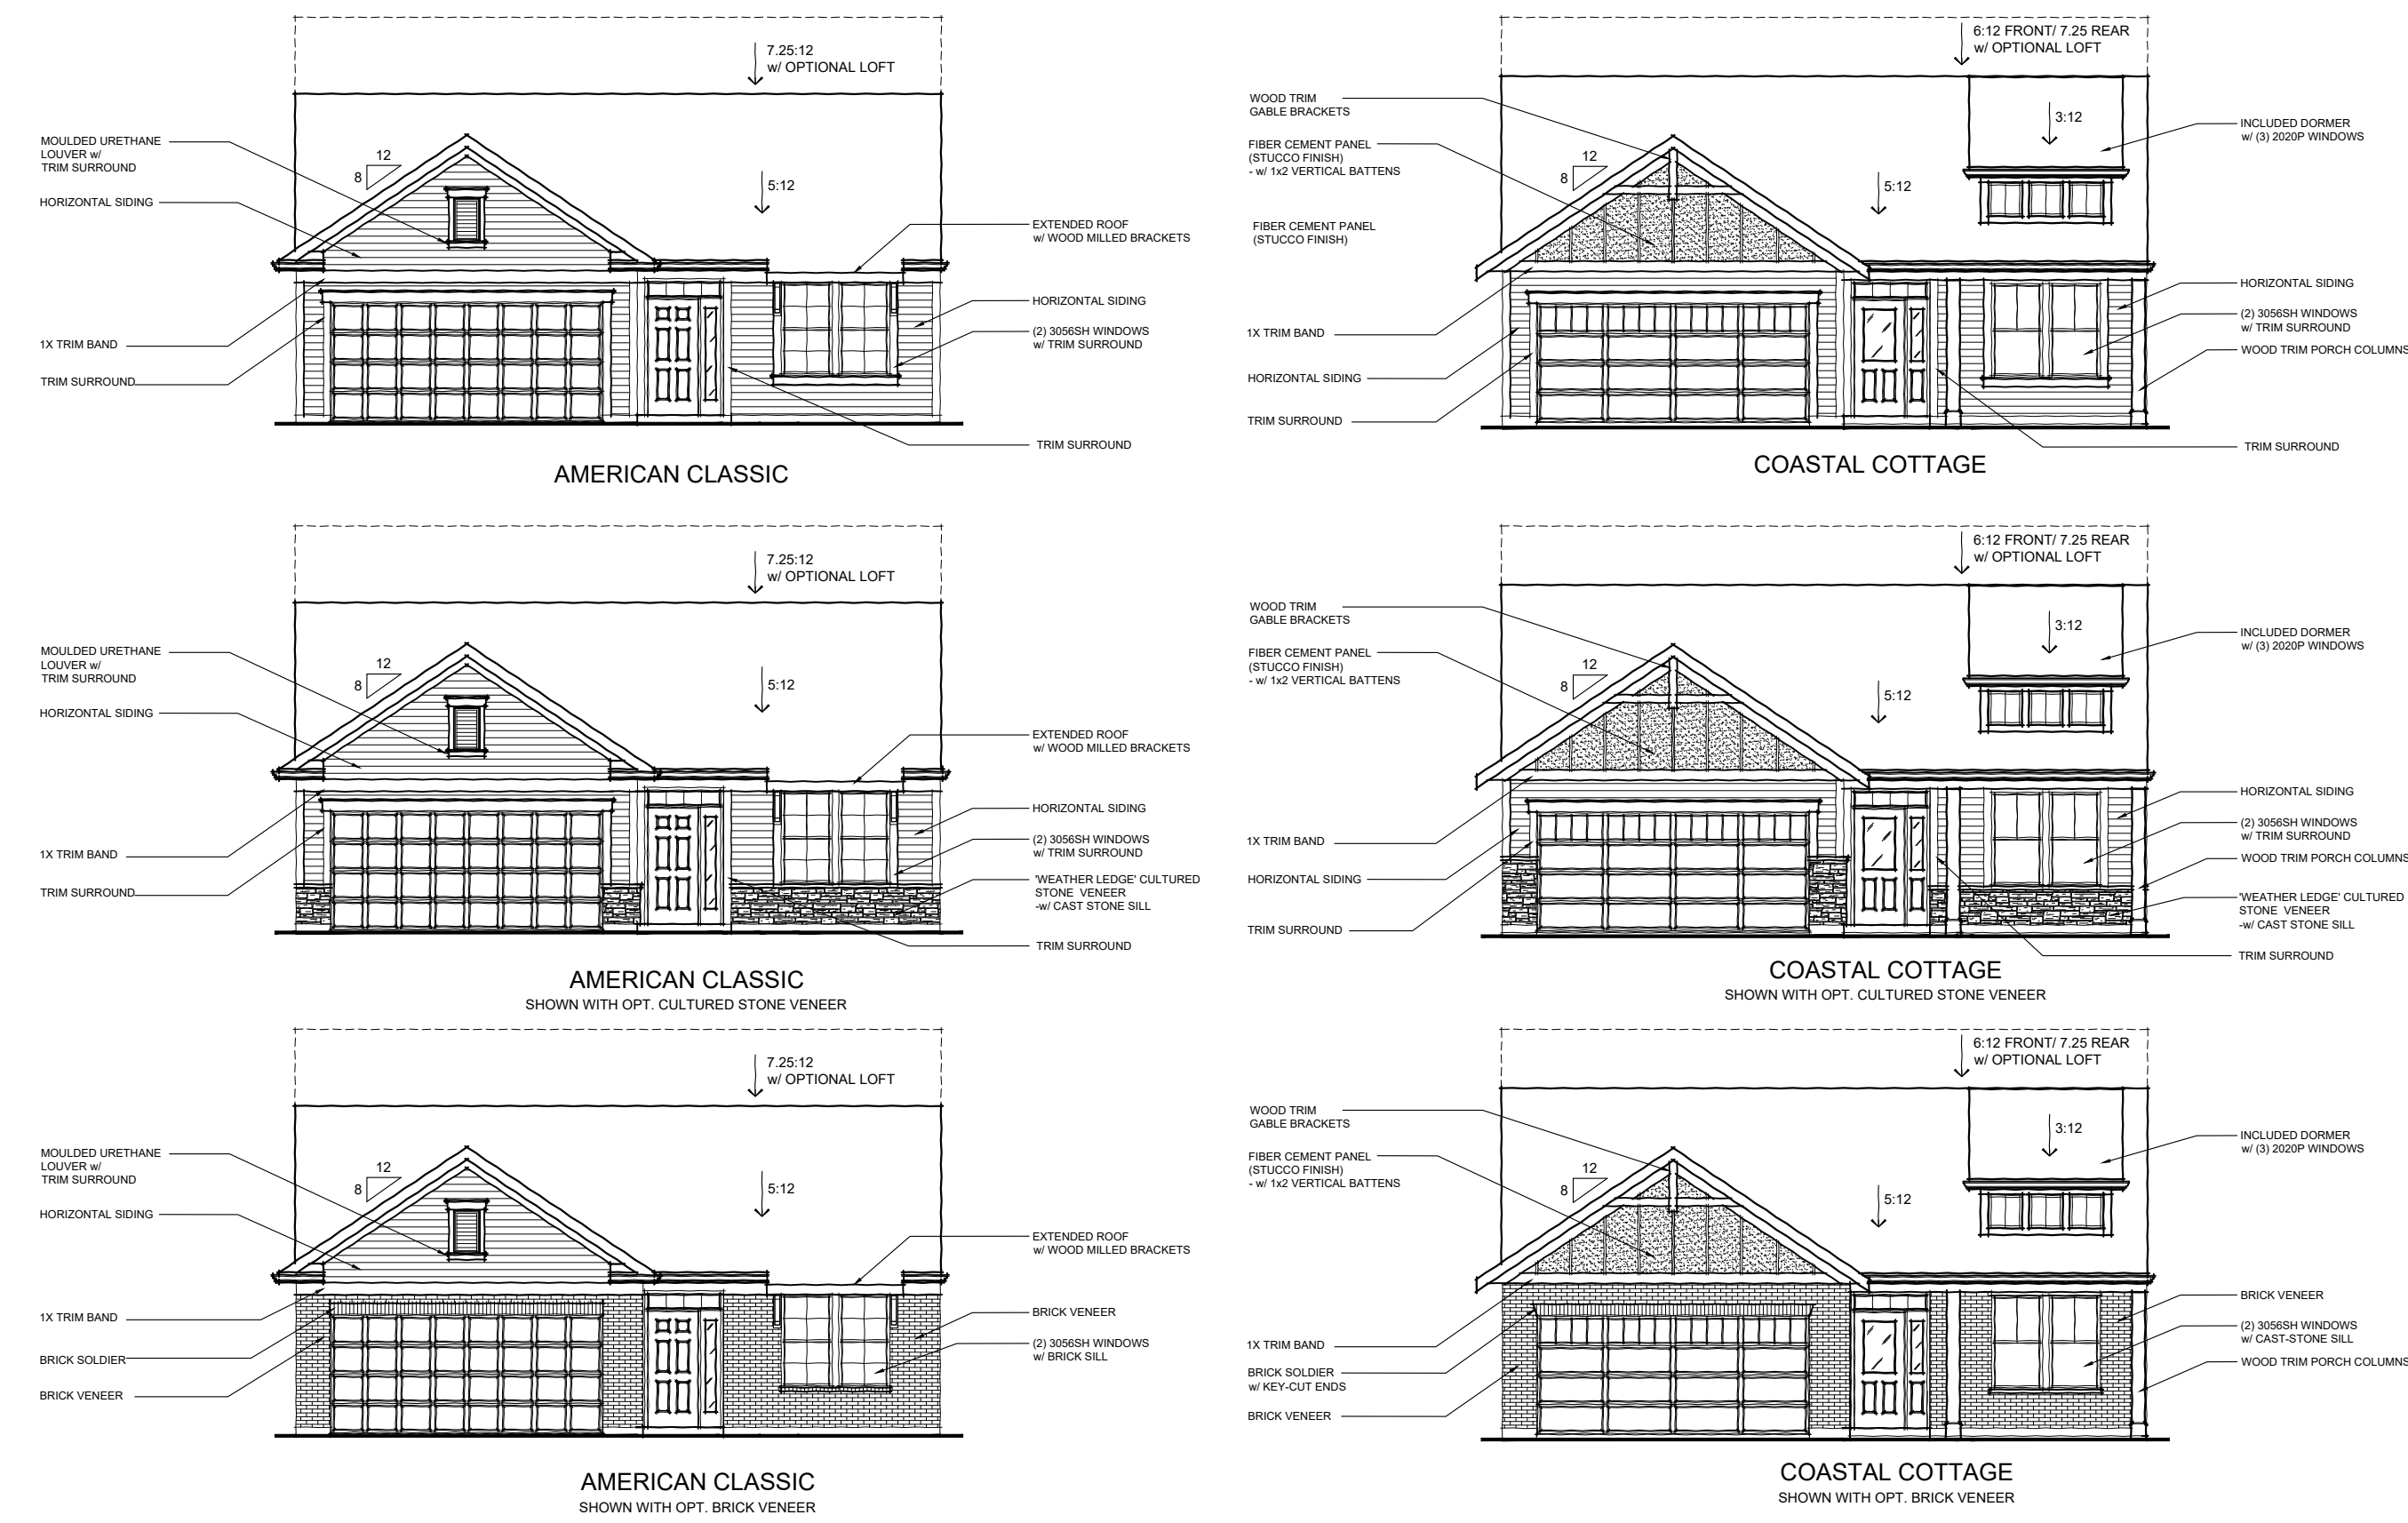 7.25:12
w/ OPTIONAL LOFT
MOULDED URETHANE
LOUVER w/
TRIM SURROUND
12
8
5:12
HORIZONTAL SIDING
EXTENDED ROOF
w/ WOOD MILLED BRACKETS
HORIZONTAL SIDING
(2) 3056SH WINDOWS
w/ TRIM SURROUND
1X TRIM BAND
TRIM SURROUND
TRIM SURROUND
AMERICAN CLASSIC
6:12 FRONT/ 7.25 REAR
w/ OPTIONAL LOFT
WOOD TRIM
GABLE BRACKETS
3:12
INCLUDED DORMER
w/ (3) 2020P WINDOWS
FIBER CEMENT PANEL
(STUCCO FINISH)
- w/ 1x2 VERTICAL BATTENS
12
8
5:12
FIBER CEMENT PANEL
(STUCCO FINISH)
HORIZONTAL SIDING
(2) 3056SH WINDOWS
w/ TRIM SURROUND
1X TRIM BAND
WOOD TRIM PORCH COLUMNS
HORIZONTAL SIDING
TRIM SURROUND
TRIM SURROUND
COASTAL COTTAGE
7.25:12
w/ OPTIONAL LOFT
MOULDED URETHANE
LOUVER w/
TRIM SURROUND
12
8
5:12
HORIZONTAL SIDING
EXTENDED ROOF
w/ WOOD MILLED BRACKETS
HORIZONTAL SIDING
(2) 3056SH WINDOWS
w/ TRIM SURROUND
1X TRIM BAND
'WEATHER LEDGE' CULTURED
STONE VENEER
-w/ CAST STONE SILL
TRIM SURROUND
TRIM SURROUND
AMERICAN CLASSIC
SHOWN WITH OPT. CULTURED STONE VENEER
6:12 FRONT/ 7.25 REAR
w/ OPTIONAL LOFT
WOOD TRIM
GABLE BRACKETS
3:12
INCLUDED DORMER
w/ (3) 2020P WINDOWS
FIBER CEMENT PANEL
(STUCCO FINISH)
- w/ 1x2 VERTICAL BATTENS
12
8
5:12
HORIZONTAL SIDING
(2) 3056SH WINDOWS
w/ TRIM SURROUND
1X TRIM BAND
WOOD TRIM PORCH COLUMNS
HORIZONTAL SIDING
'WEATHER LEDGE' CULTURED
STONE VENEER
-w/ CAST STONE SILL
TRIM SURROUND
TRIM SURROUND
COASTAL COTTAGE
SHOWN WITH OPT. CULTURED STONE VENEER
7.25:12
w/ OPTIONAL LOFT
MOULDED URETHANE
LOUVER w/
TRIM SURROUND
12
8
5:12
HORIZONTAL SIDING
EXTENDED ROOF
w/ WOOD MILLED BRACKETS
1X TRIM BAND
BRICK VENEER
(2) 3056SH WINDOWS
w/ BRICK SILL
BRICK SOLDIER
BRICK VENEER
AMERICAN CLASSIC
SHOWN WITH OPT. BRICK VENEER
6:12 FRONT/ 7.25 REAR
w/ OPTIONAL LOFT
WOOD TRIM
GABLE BRACKETS
3:12
INCLUDED DORMER
w/ (3) 2020P WINDOWS
FIBER CEMENT PANEL
(STUCCO FINISH)
- w/ 1x2 VERTICAL BATTENS
12
8
5:12
BRICK VENEER
(2) 3056SH WINDOWS
w/ CAST-STONE SILL
1X TRIM BAND
WOOD TRIM PORCH COLUMNS
BRICK SOLDIER
w/ KEY-CUT ENDS
BRICK VENEER
COASTAL COTTAGE
SHOWN WITH OPT. BRICK VENEER